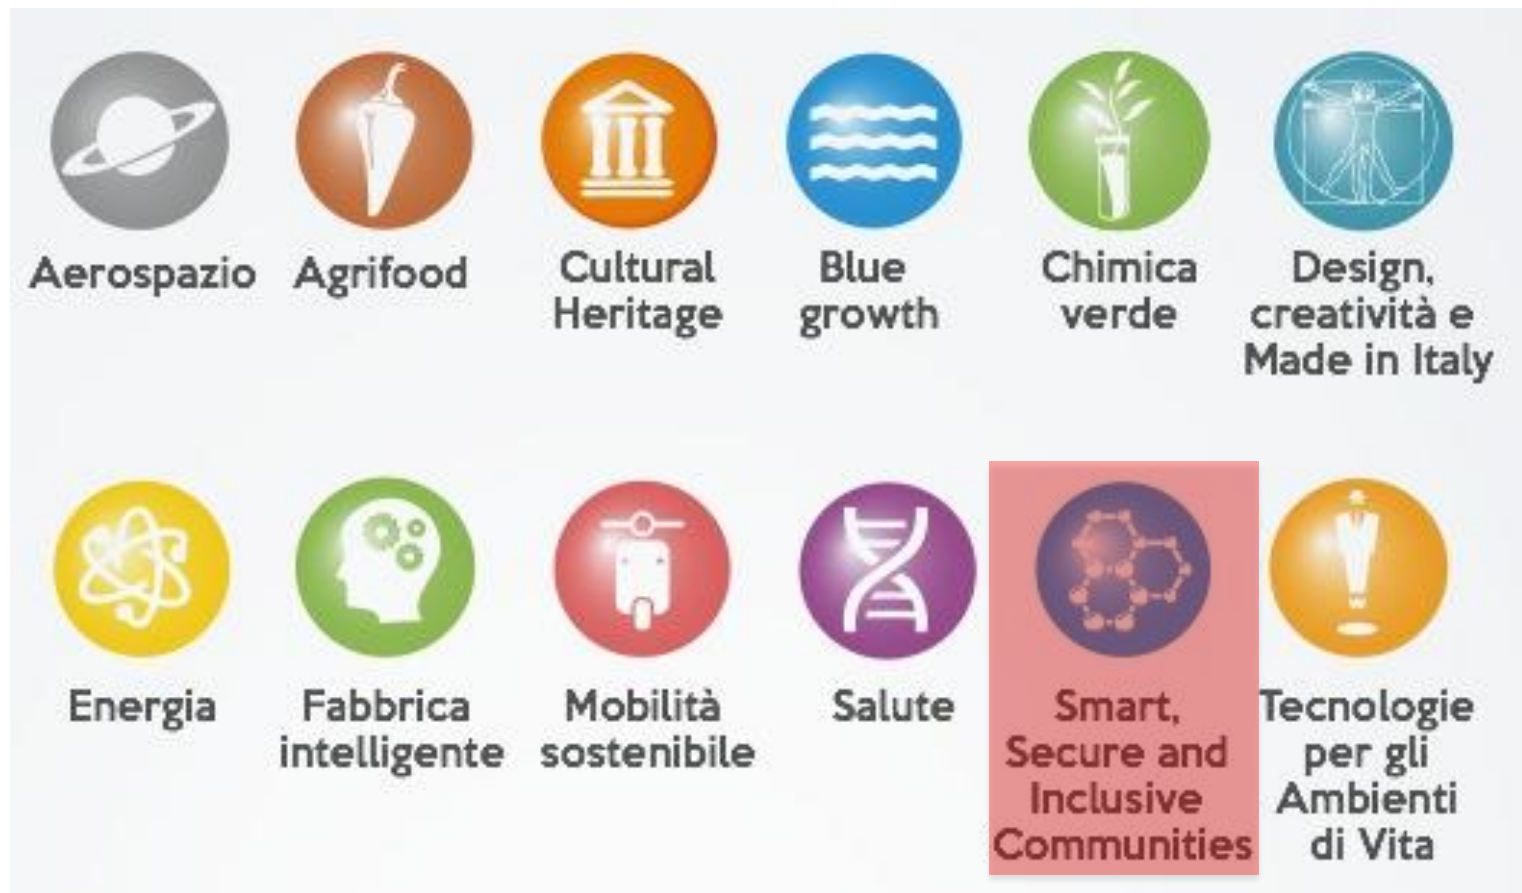 Aerospazio
Agrifood
Cultural
Heritage
Blue
growth
Chimica
verde
Design,
creatività e
Made in Italy
Energia
Fabbrica
intelligente
Mobilità
sostenibile
Salute
Smart,
Secure and
Inclusive
Communities
Tecnologie
per gli
Ambienti
di Vita